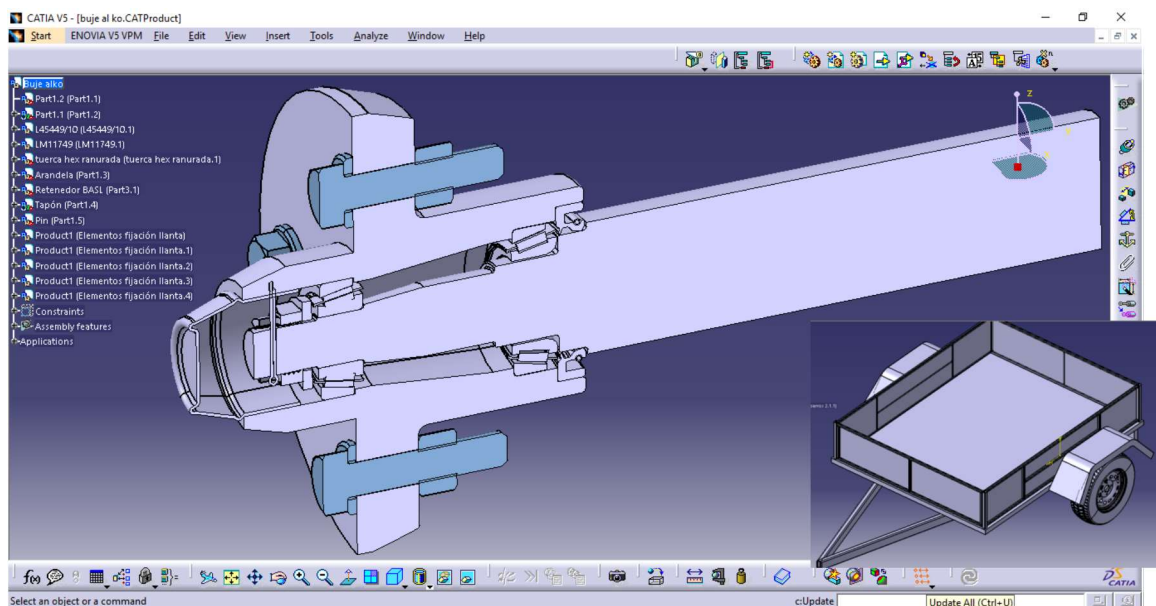 CATIA V5 - [buje al ko.CATProduct]
Start ENOVIA V5 VPM File Edit View Insert Tools Analyze Window Help
Buje alko
Part1.2 (Part1.1)
Part1.1 (Part1.2)
L45449/10 (L45449/10.1)
LM11749 (LM11749.1)
tuerca hex ranurada (tuerca hex ranurada.1)
Arandela (Part1.3)
Retenedor BASL (Part3.1)
Tapón (Part1.4)
Pin (Part1.5)
Product1 (Elementos fijación llanta)
Product1 (Elementos fijación llanta.1)
Product1 (Elementos fijación llanta.2)
Product1 (Elementos fijación llanta.3)
Product1 (Elementos fijación llanta.4)
Constraints
Assembly features
Applications
z
f(x)
DS CATIA
Select an object or a command
c:Update
Update All (Ctrl+U)